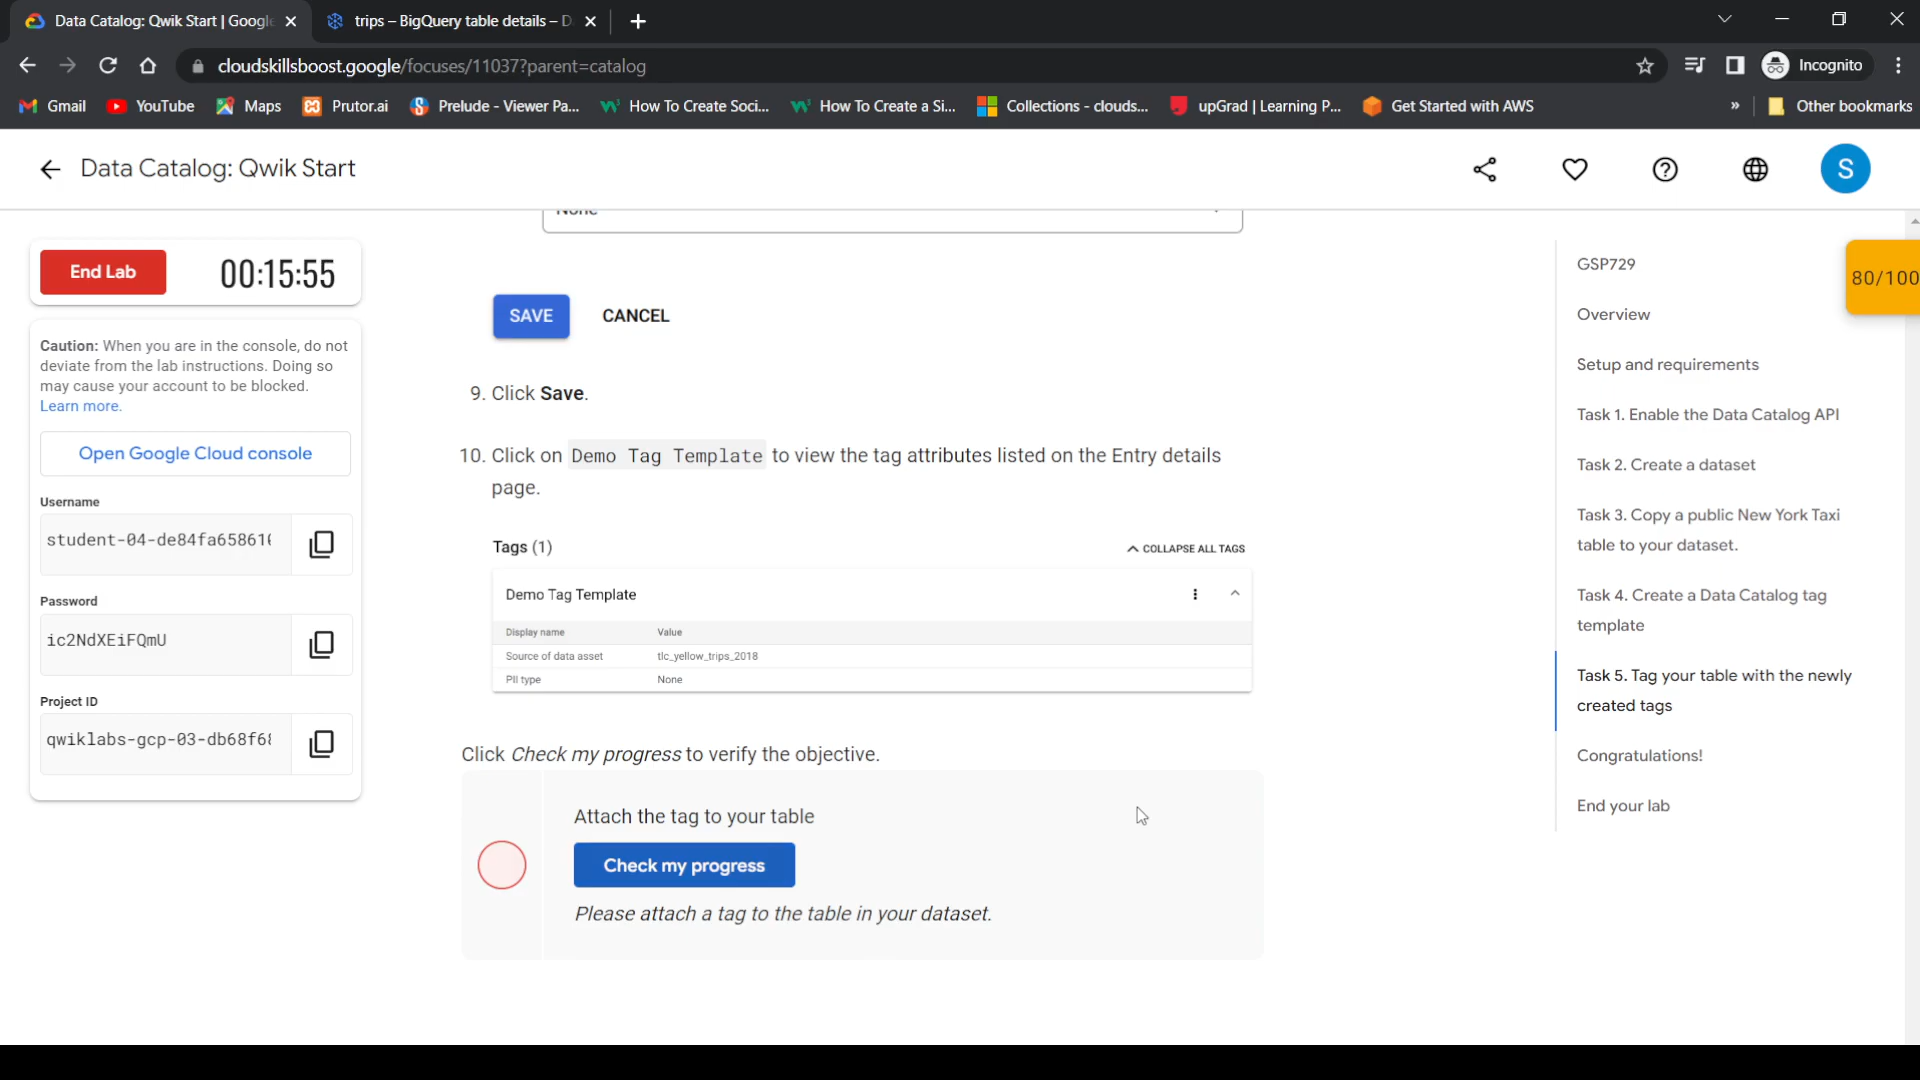 Data Catalog: Qwik Start | Google
trips – BigQuery table details – D
cloudskillsboost.google/focuses/11037?parent=catalog
Incognito
Gmail
YouTube
Maps
Prutor.ai
Prelude - Viewer Pa...
How To Create Soci...
How To Create a Si...
Collections - clouds...
upGrad | Learning P...
Get Started with AWS
»
Other bookmarks
Data Catalog: Qwik Start
S
End Lab
00:15:55
Caution: When you are in the console, do not
deviate from the lab instructions. Doing so
may cause your account to be blocked.
Learn more.
Open Google Cloud console
Username
student-04-de84fa658616
Password
ic2NdXEiFQmU
Project ID
qwiklabs-gcp-03-db68f68
None
SAVE
CANCEL
9. Click Save.
10. Click on Demo Tag Template to view the tag attributes listed on the Entry details
page.
Tags (1)
COLLAPSE ALL TAGS
Demo Tag Template
Display name Value
Source of data asset tlc_yellow_trips_2018
PII type None
Click Check my progress to verify the objective.
Attach the tag to your table
Check my progress
Please attach a tag to the table in your dataset.
GSP729
80/100
Overview
Setup and requirements
Task 1. Enable the Data Catalog API
Task 2. Create a dataset
Task 3. Copy a public New York Taxi
table to your dataset.
Task 4. Create a Data Catalog tag
template
Task 5. Tag your table with the newly
created tags
Congratulations!
End your lab